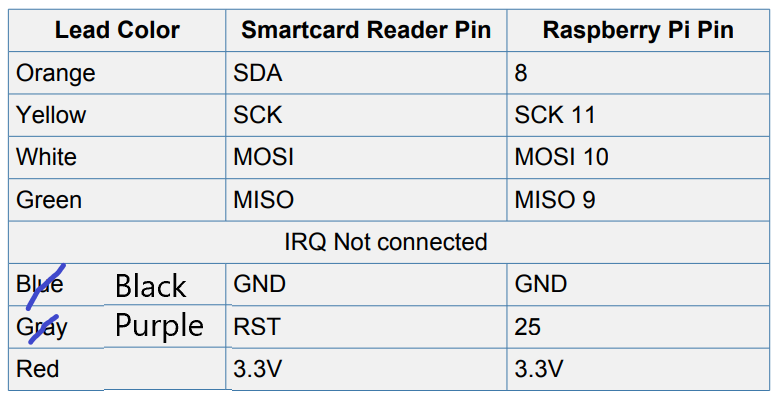 Lead Color Smartcard Reader Pin Raspberry Pi Pin
Orange SDA 8
Yellow SCK SCK 11
White MOSI MOSI 10
Green MISO MISO 9
IRQ Not connected
Blue Black GND GND
Gray Purple RST 25
Red 3.3V 3.3V